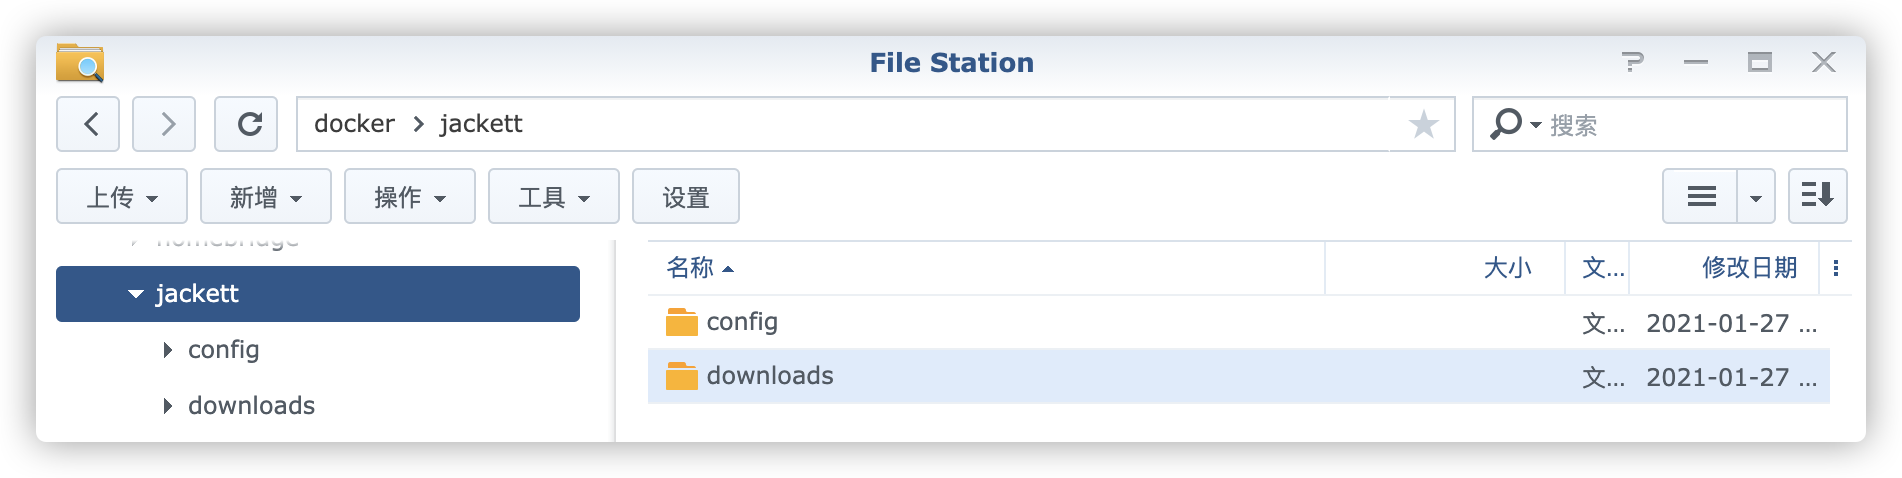 File Station
docker > jackett
搜索
上传 新增 操作 工具 设置
homebridge
jackett
config
downloads
名称 大小 文... 修改日期
config 文... 2021-01-27 ...
downloads 文... 2021-01-27 ...